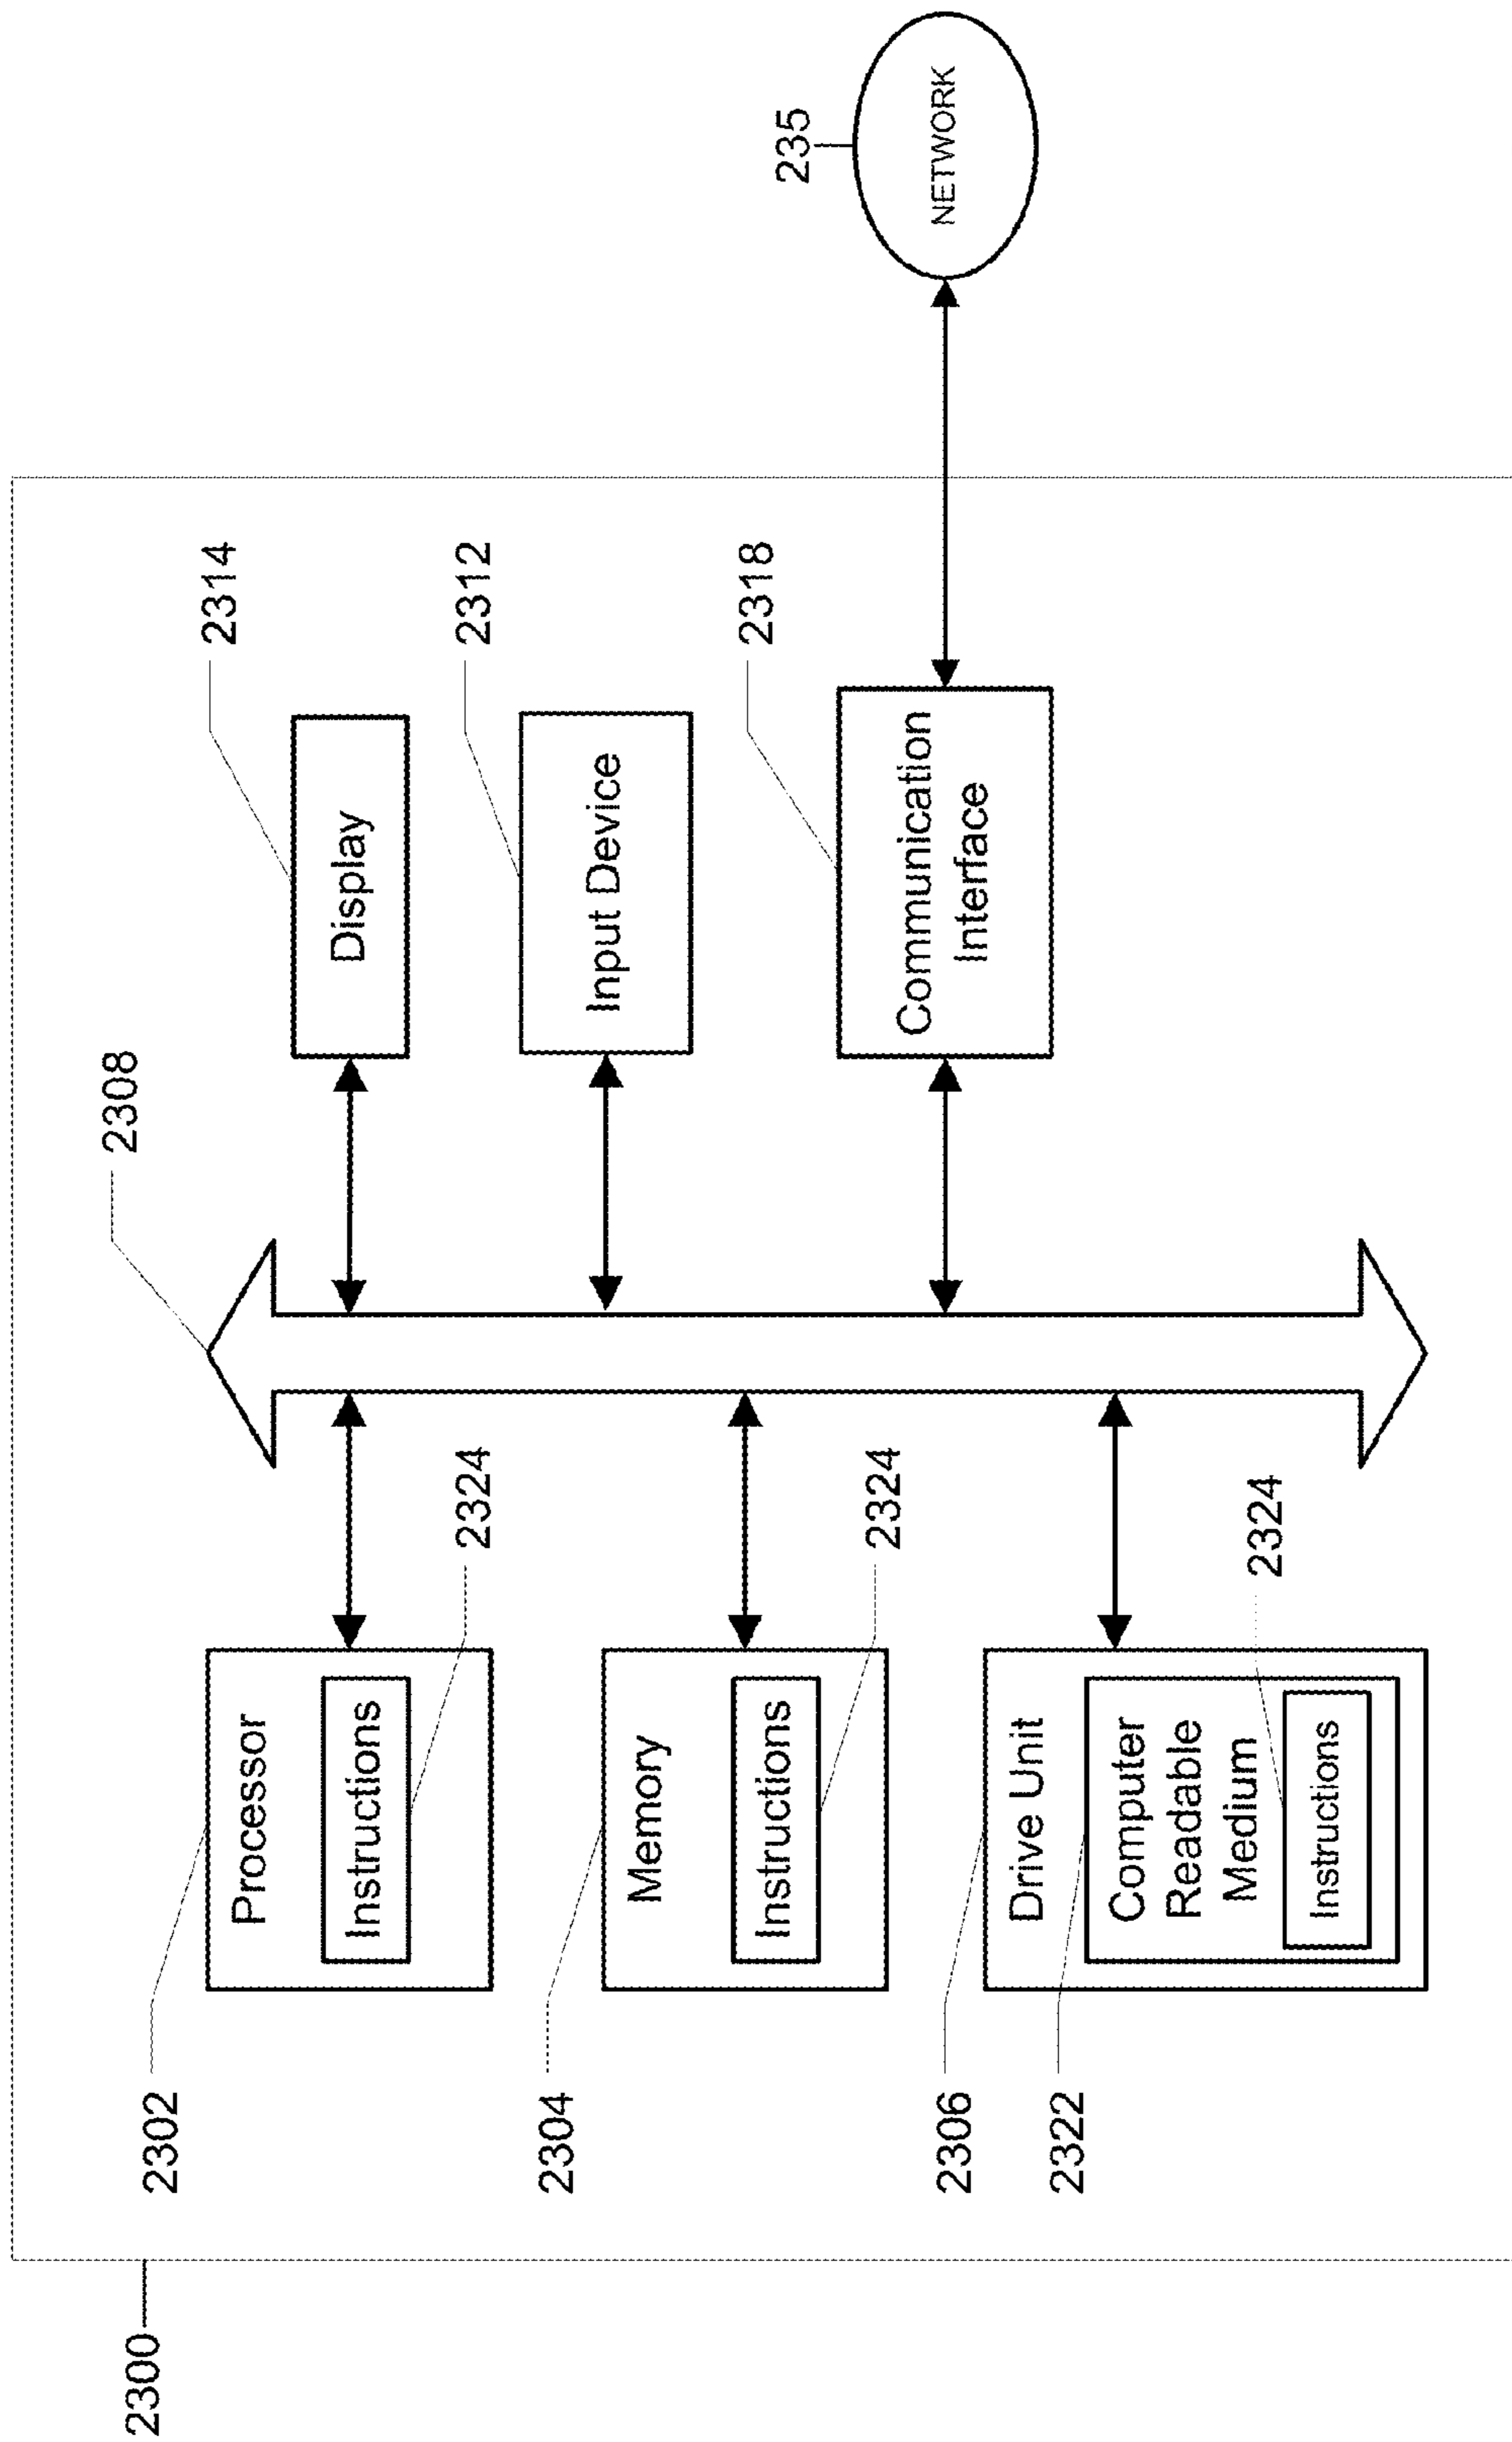 2300
2302
Processor
Instructions
2324
2304
Memory
Instructions
2324
2306
Drive Unit
2322
Computer
Readable
Medium
Instructions
2324
2308
2314
Display
2312
Input Device
2318
Communication
Interface
235
NETWORK